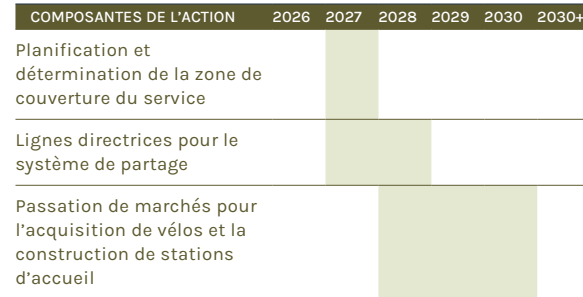 COMPOSANTES DE L’ACTION 2026 2027 2028 2029 2030 2030+
Planification et
détermination de la zone de
couverture du service
Lignes directrices pour le
système de partage
Passation de marchés pour
l’acquisition de vélos et la
construction de stations
d’accueil